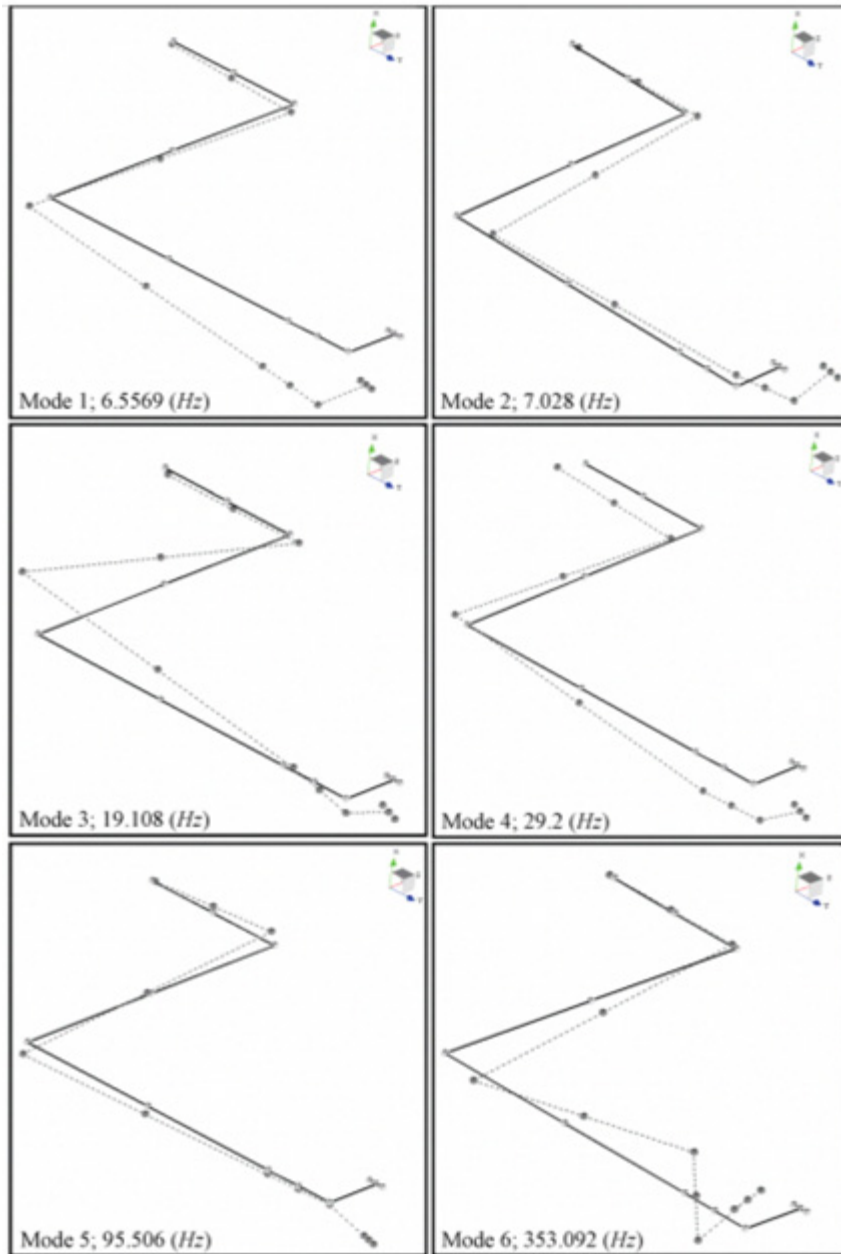 Mode 1; 6.5569 (Hz)
Mode 2; 7.028 (Hz)
Mode 3; 19.108 (Hz)
Mode 4; 29.2 (Hz)
Mode 5; 95.506 (Hz)
Mode 6; 353.092 (Hz)